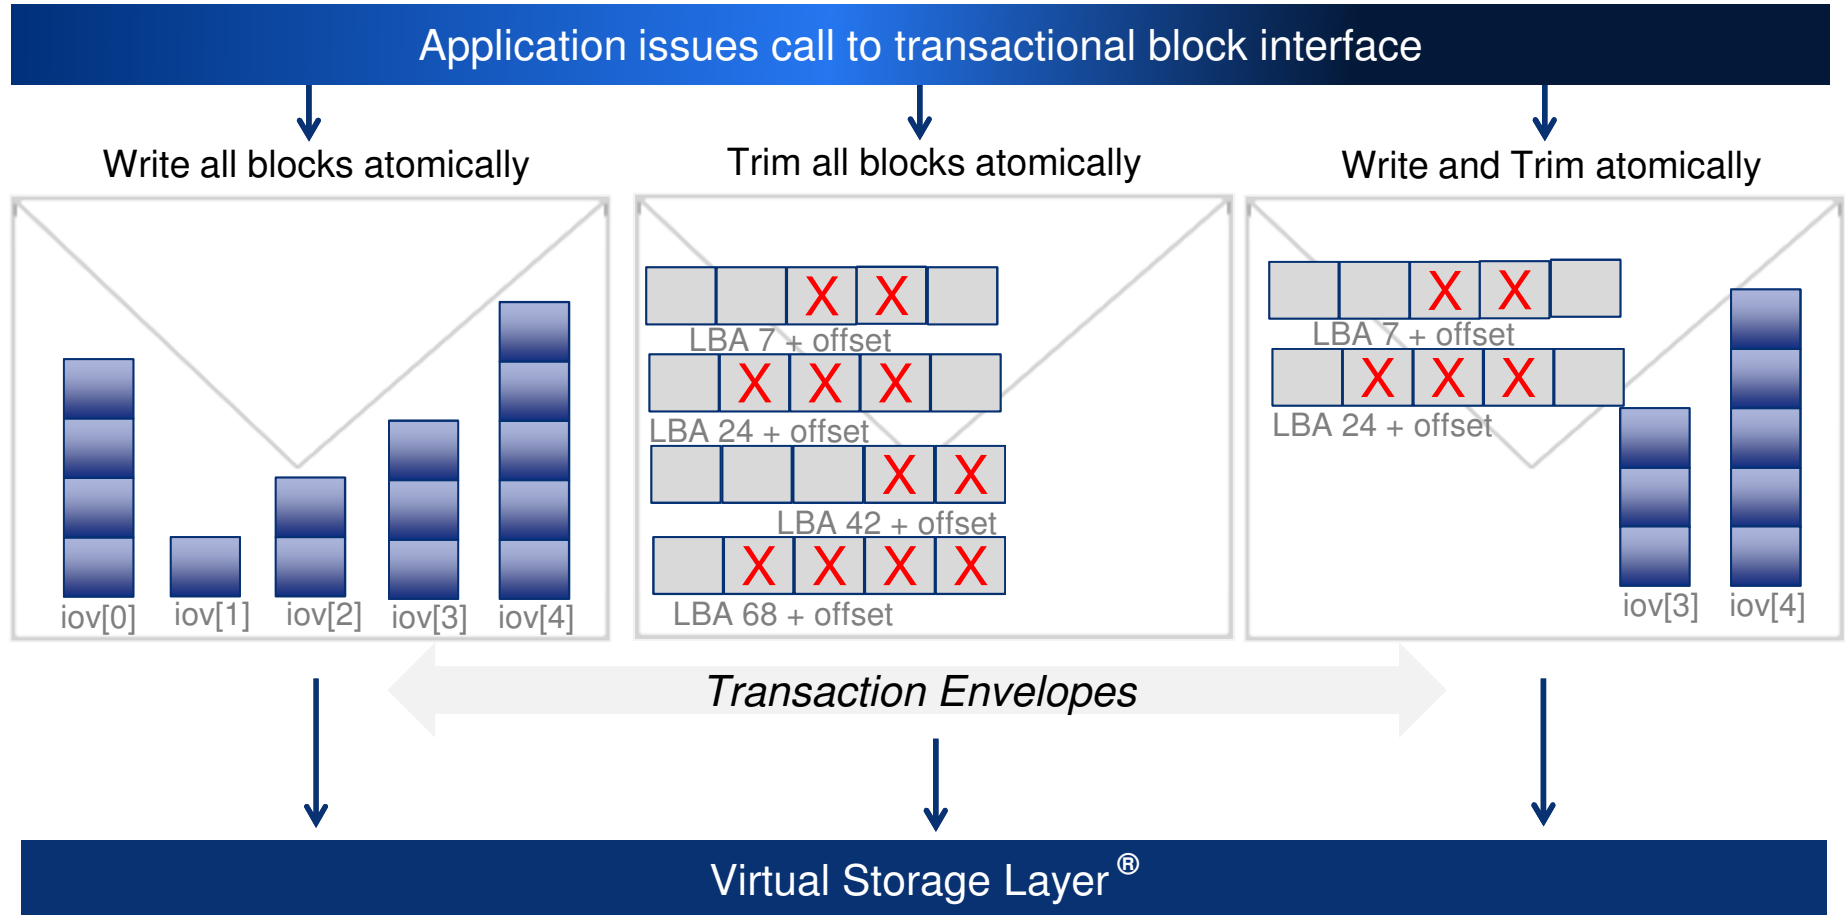 Application issues call to transactional block interface
Write all blocks atomically
Trim all blocks atomically
Write and Trim atomically
iov[0]
iov[1]
iov[2]
iov[3]
iov[4]
X X
LBA 7 + offset
X X X
LBA 24 + offset
X X
LBA 42 + offset
X X X X
LBA 68 + offset
X X
LBA 7 + offset
X X X
LBA 24 + offset
iov[3]
iov[4]
Transaction Envelopes
Virtual Storage Layer®